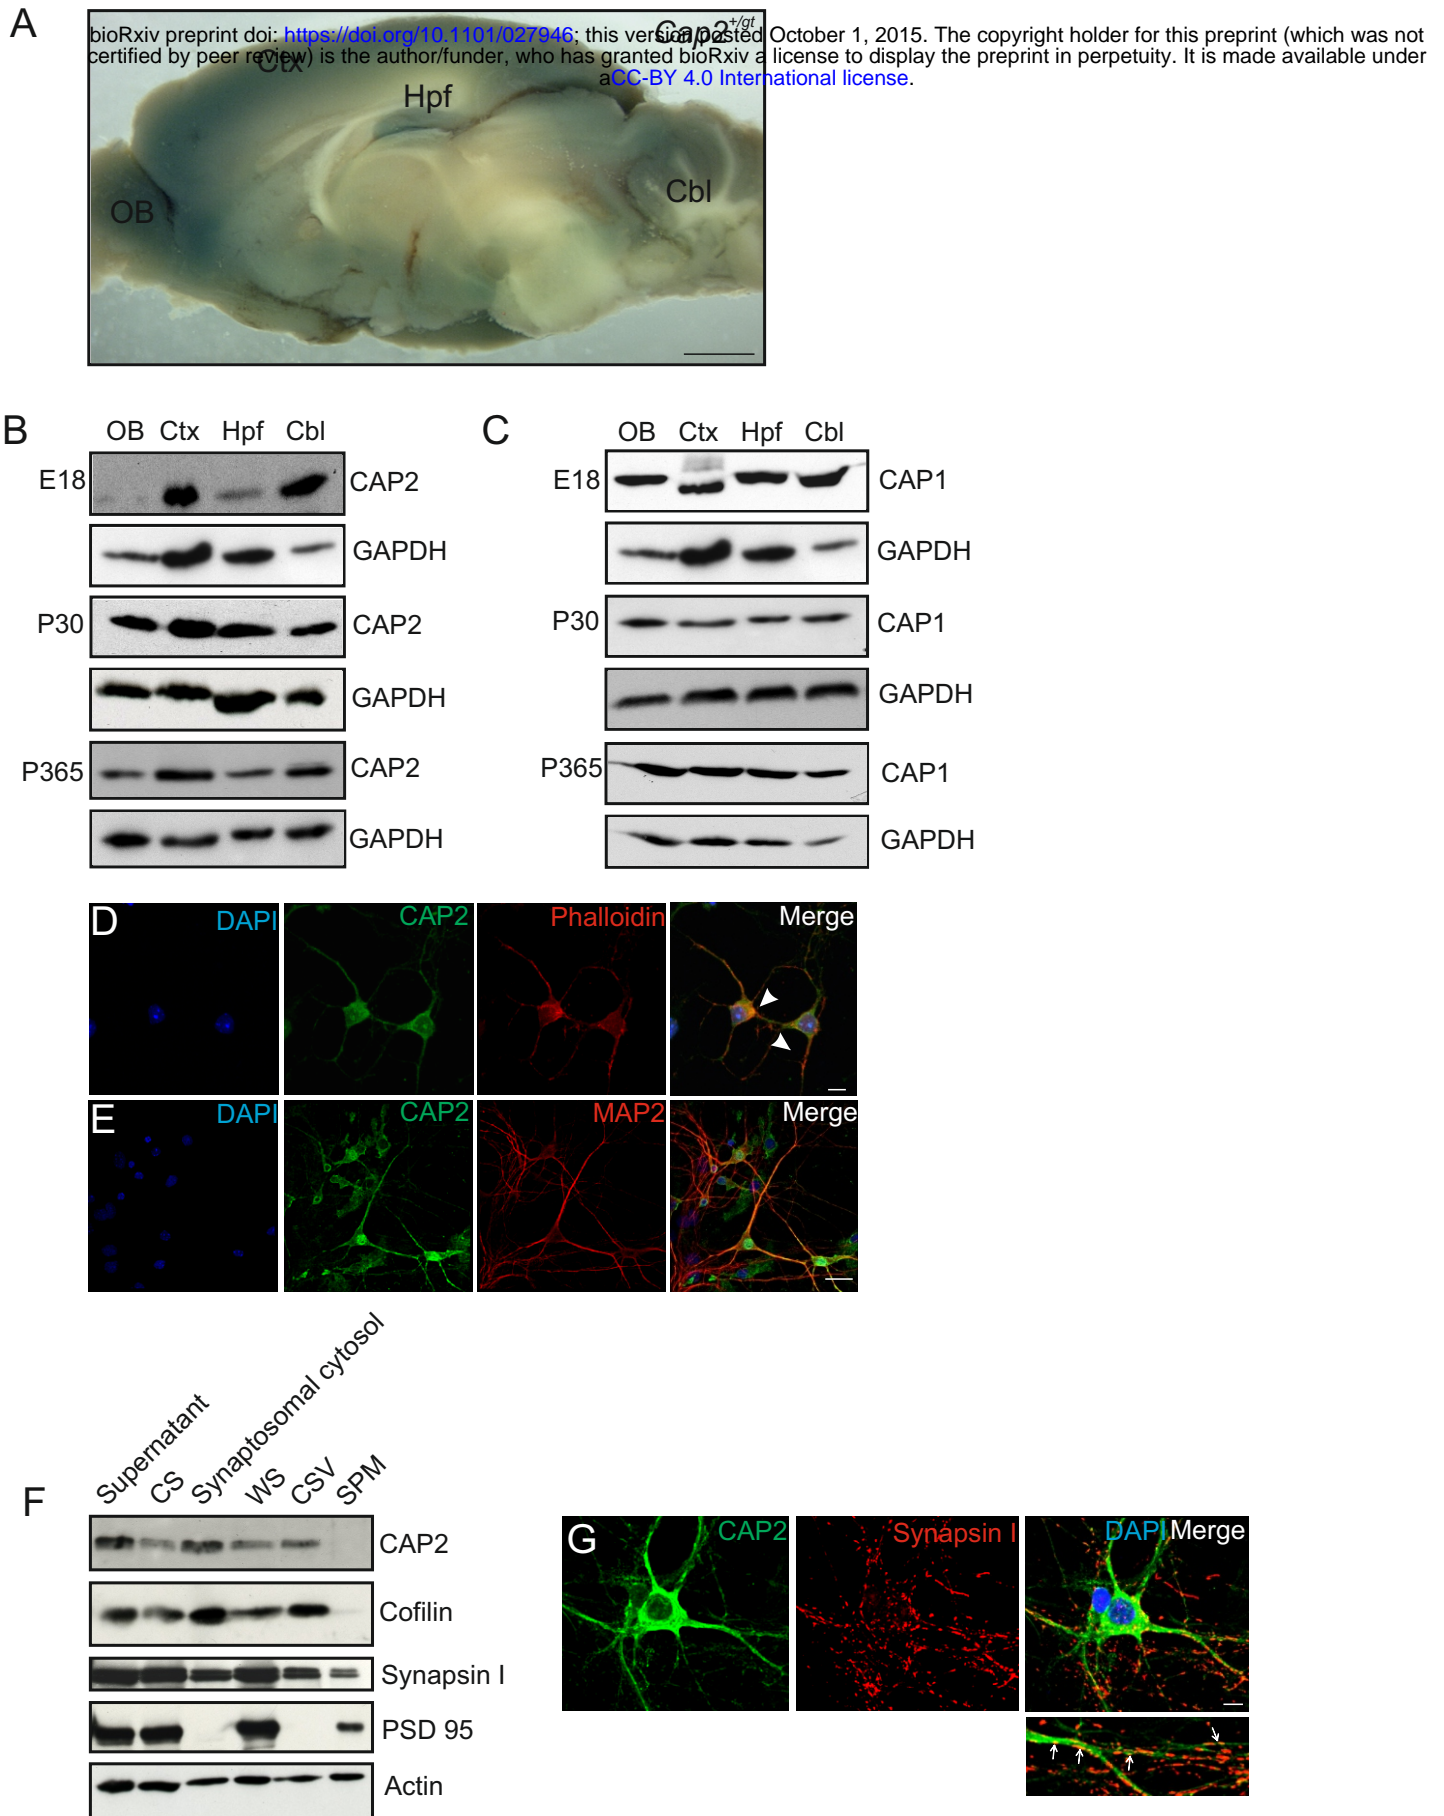 A
bioRxiv preprint doi: https://doi.org/10.1101/027946; this version posted October 1, 2015. The copyright holder for this preprint (which was not
certified by peer review) is the author/funder, who has granted bioRxiv a license to display the preprint in perpetuity. It is made available under
aCC-BY 4.0 International license.
Cap2+/gt
Ctx
Hpf
OB
Cbl
B
OB Ctx Hpf Cbl
E18 CAP2
GAPDH
P30 CAP2
GAPDH
P365 CAP2
GAPDH
C
OB Ctx Hpf Cbl
E18 CAP1
GAPDH
P30 CAP1
GAPDH
P365 CAP1
GAPDH
D DAPI CAP2 Phalloidin Merge
E DAPI CAP2 MAP2 Merge
F
Supernatant
CS
Synaptosomal cytosol
WS
CSV
SPM
CAP2
Cofilin
Synapsin I
PSD 95
Actin
G CAP2 Synapsin I DAPI Merge